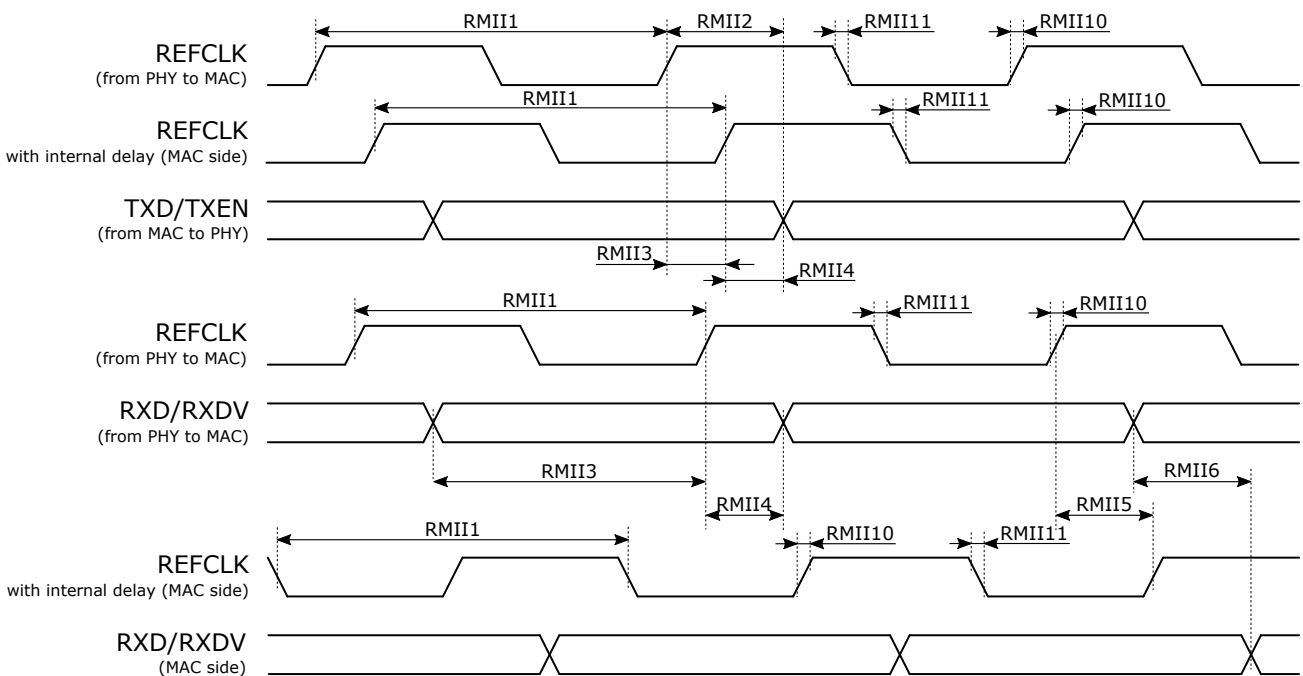 RMII1 RMII2 RMII11 RMII10
REFCLK
(from PHY to MAC)
RMII1 RMII11 RMII10
REFCLK
with internal delay (MAC side)
TXD/TXEN
(from MAC to PHY)
RMII3
RMII4
RMII1 RMII11 RMII10
REFCLK
(from PHY to MAC)
RXD/RXDV
(from PHY to MAC)
RMII3 RMII6
RMII4 RMII5
RMII1 RMII10 RMII11
REFCLK
with internal delay (MAC side)
RXD/RXDV
(MAC side)